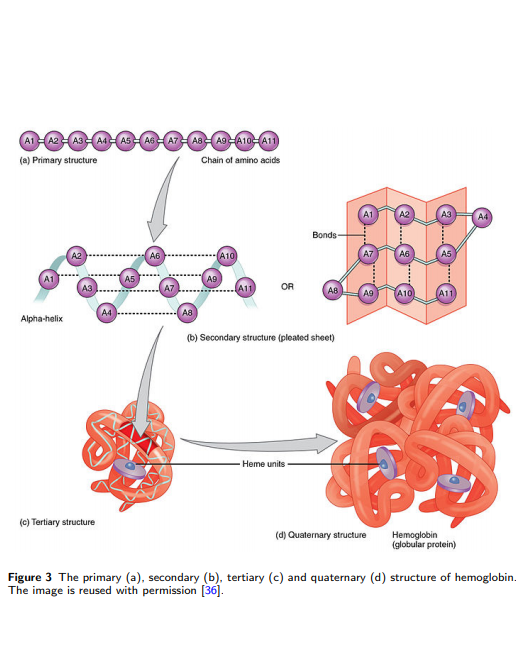 A1 A2 A3 A4 A5 A6 A7 A8 A9 A10 A11
(a) Primary structure
Chain of amino acids
A1
A2
A3
A4
A5
A6
A7
A8
A9
A10
A11
Alpha-helix
OR
Bonds
A1 A2 A3 A4
A7 A6 A5
A8 A9 A10 A11
(b) Secondary structure (pleated sheet)
Heme units
(c) Tertiary structure
(d) Quaternary structure
Hemoglobin
(globular protein)
Figure 3 The primary (a), secondary (b), tertiary (c) and quaternary (d) structure of hemoglobin.
The image is reused with permission [36].